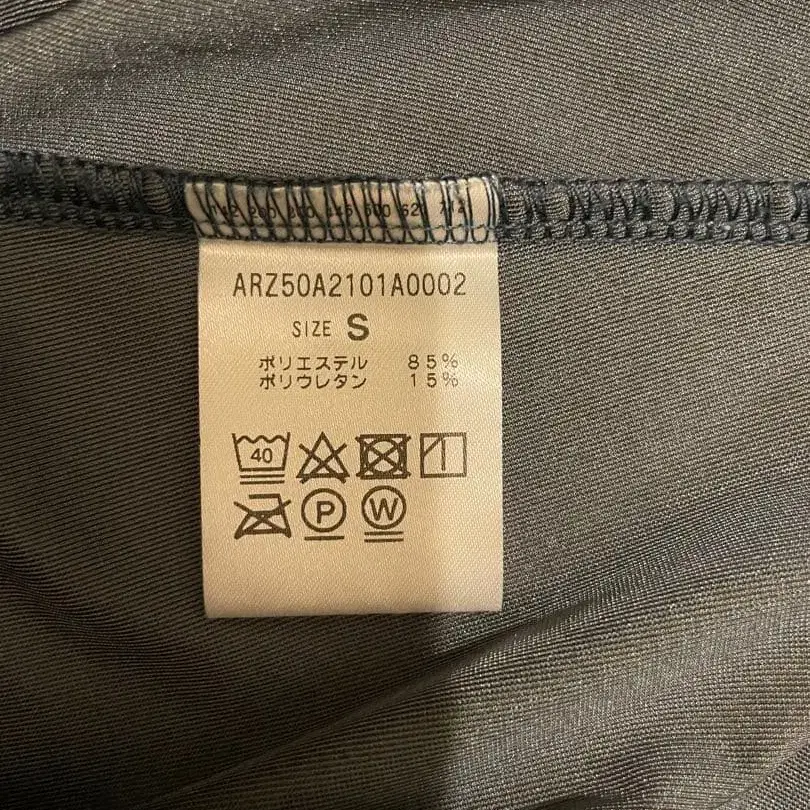 ARZ50A2101A0002
SIZE S
ポリエステル 85%
ポリウレタン 15%
40
P W